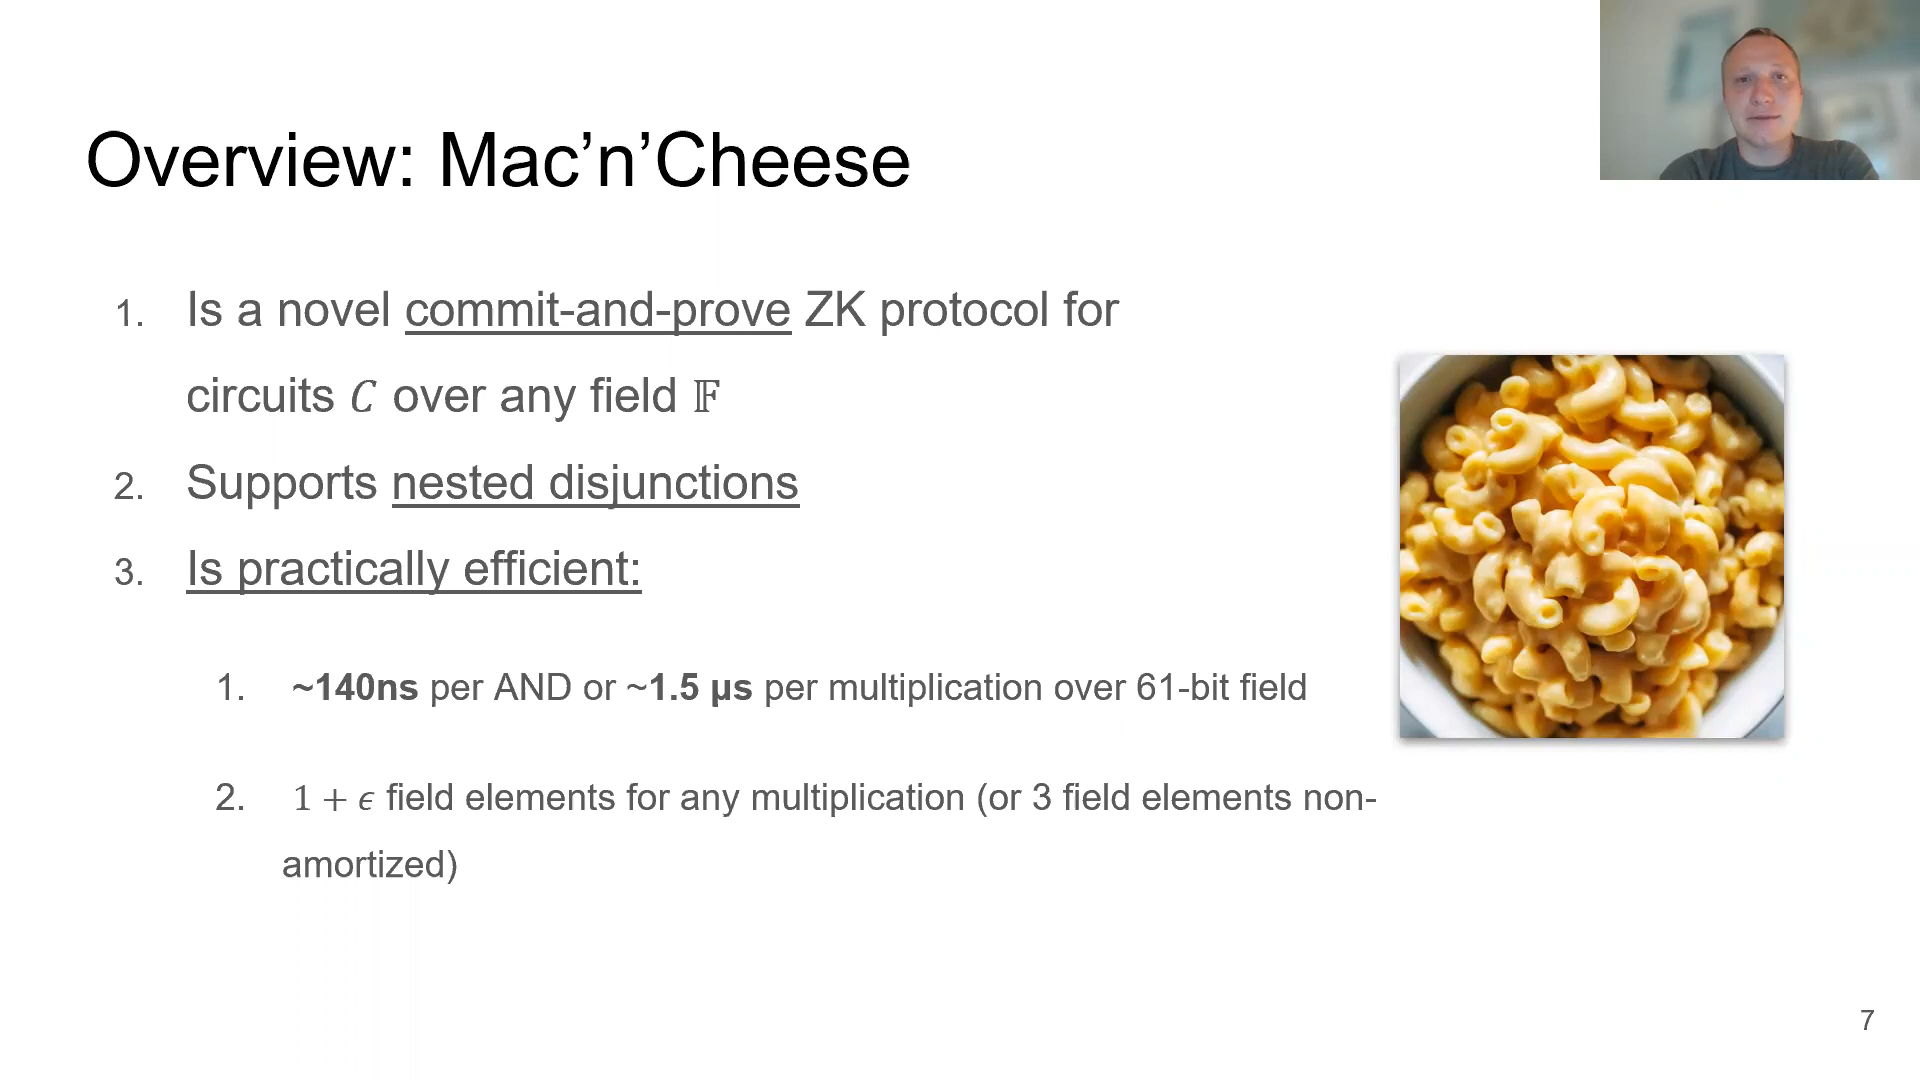 Overview: Mac’n’Cheese
1. Is a novel commit-and-prove ZK protocol for
circuits 𝐶 over any field 𝔽
2. Supports nested disjunctions
3. Is practically efficient:
1. ~140ns per AND or ~1.5 μs per multiplication over 61-bit field
2. 1 + ϵ field elements for any multiplication (or 3 field elements non-
amortized)
7